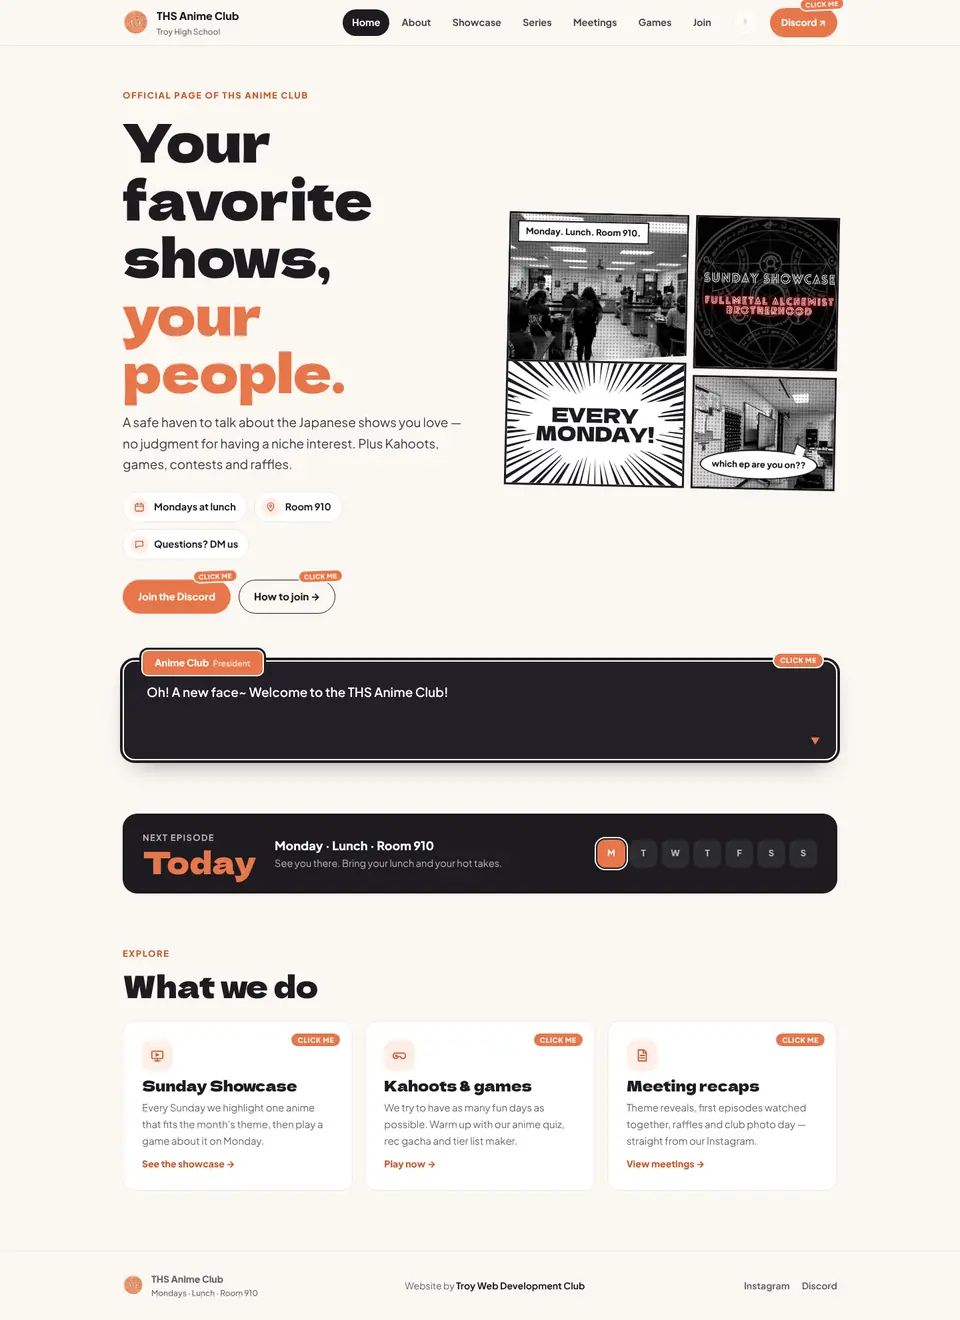 THS Anime Club
Troy High School
Home About Showcase Series Meetings Games Join
CLICK ME
Discord ↗
OFFICIAL PAGE OF THS ANIME CLUB
Your
favorite
shows,
your
people.
A safe haven to talk about the Japanese shows you love —
no judgment for having a niche interest. Plus Kahoots,
games, contests and raffles.
Mondays at lunch
Room 910
Questions? DM us
CLICK ME
Join the Discord
CLICK ME
How to join →
Monday. Lunch. Room 910.
SUNDAY SHOWCASE
FULLMETAL ALCHEMIST
BROTHERHOOD
EVERY
MONDAY!
which ep are you on??
Anime Club President
CLICK ME
Oh! A new face~ Welcome to the THS Anime Club!
▼
NEXT EPISODE
Today
Monday · Lunch · Room 910
See you there. Bring your lunch and your hot takes.
M T W T F S S
EXPLORE
What we do
CLICK ME
Sunday Showcase
Every Sunday we highlight one anime
that fits the month's theme, then play a
game about it on Monday.
See the showcase →
CLICK ME
Kahoots & games
We try to have as many fun days as
possible. Warm up with our anime quiz,
rec gacha and tier list maker.
Play now →
CLICK ME
Meeting recaps
Theme reveals, first episodes watched
together, raffles and club photo day —
straight from our Instagram.
View meetings →
THS Anime Club
Mondays · Lunch · Room 910
Website by Troy Web Development Club
Instagram Discord